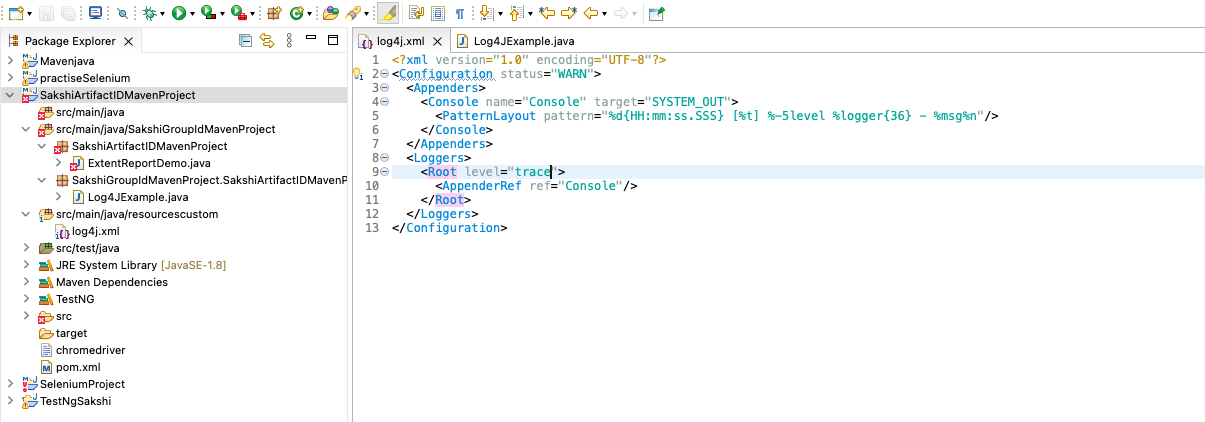 Package Explorer
Mavenjava
practiseSelenium
SakshiArtifactIDMavenProject
src/main/java
src/main/java/SakshiGroupIdMavenProject
SakshiArtifactIDMavenProject
ExtentReportDemo.java
SakshiGroupIdMavenProject.SakshiArtifactIDMavenP
Log4JExample.java
src/main/java/resourcescustom
log4j.xml
src/test/java
JRE System Library [JavaSE-1.8]
Maven Dependencies
TestNG
src
target
chromedriver
pom.xml
SeleniumProject
TestNgSakshi
log4j.xml
Log4JExample.java
1 <?xml version="1.0" encoding="UTF-8"?>
2 <Configuration status="WARN">
3 <Appenders>
4 <Console name="Console" target="SYSTEM_OUT">
5 <PatternLayout pattern="%d{HH:mm:ss.SSS} [%t] %-5level %logger{36} - %msg%n"/>
6 </Console>
7 </Appenders>
8 <Loggers>
9 <Root level="trace">
10 <AppenderRef ref="Console"/>
11 </Root>
12 </Loggers>
13 </Configuration>